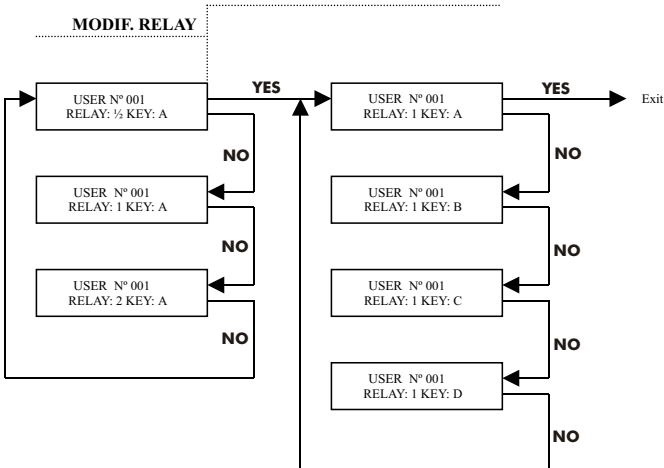 MODIF. RELAY
USER Nº 001
RELAY: ½ KEY: A
YES
USER Nº 001
RELAY: 1 KEY: A
YES
Exit
NO
NO
USER Nº 001
RELAY: 1 KEY: A
USER Nº 001
RELAY: 1 KEY: B
NO
NO
USER Nº 001
RELAY: 2 KEY: A
USER Nº 001
RELAY: 1 KEY: C
NO
NO
USER Nº 001
RELAY: 1 KEY: D
NO